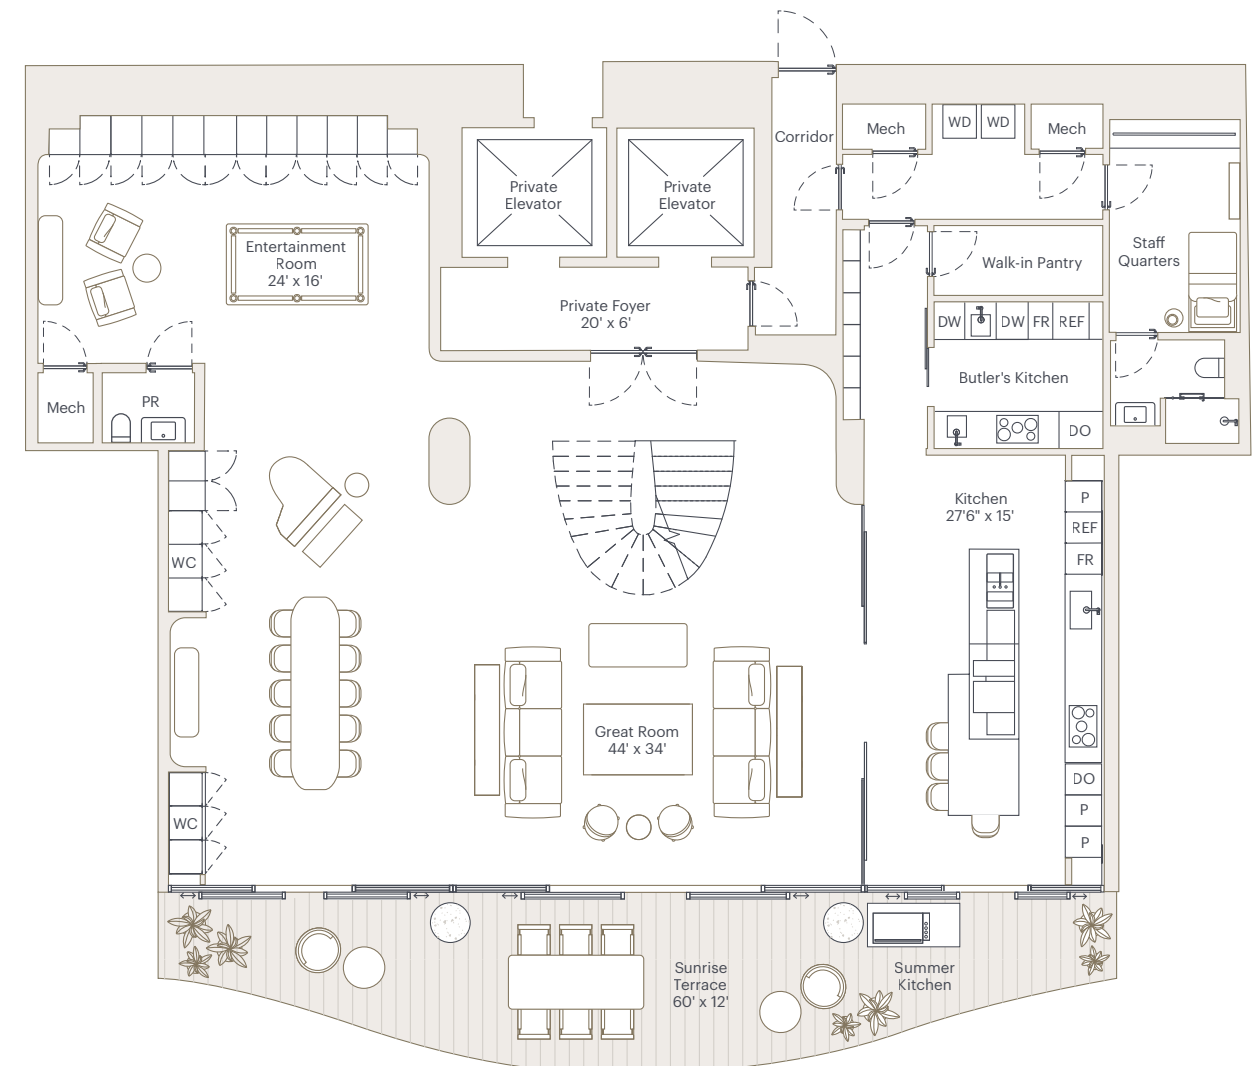 Corridor
Mech
WD
WD
Mech
Private
Elevator
Private
Elevator
Entertainment
Room
24' x 16'
Staff
Quarters
Walk-in Pantry
Private Foyer
20' x 6'
DW
DW
FR
REF
Butler's Kitchen
Mech
PR
DO
Kitchen
27'6" x 15'
P
REF
FR
WC
Great Room
44' x 34'
DO
P
P
WC
Sunrise
Terrace
60' x 12'
Summer
Kitchen